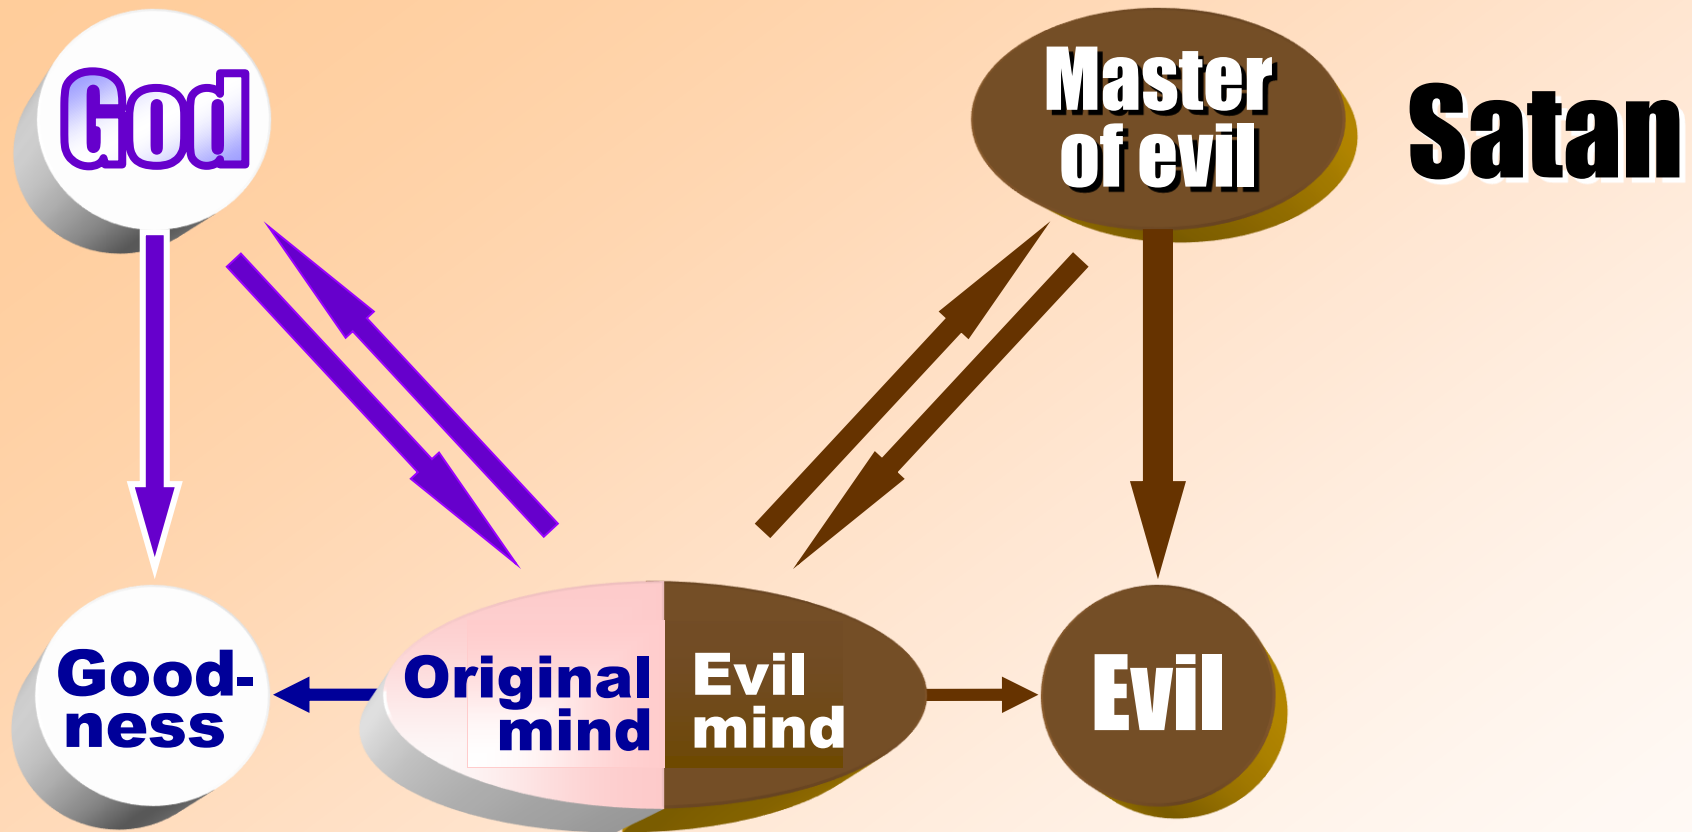 God
Master
of evil
Satan
Good-
ness
Original
mind
Evil
mind
Evil